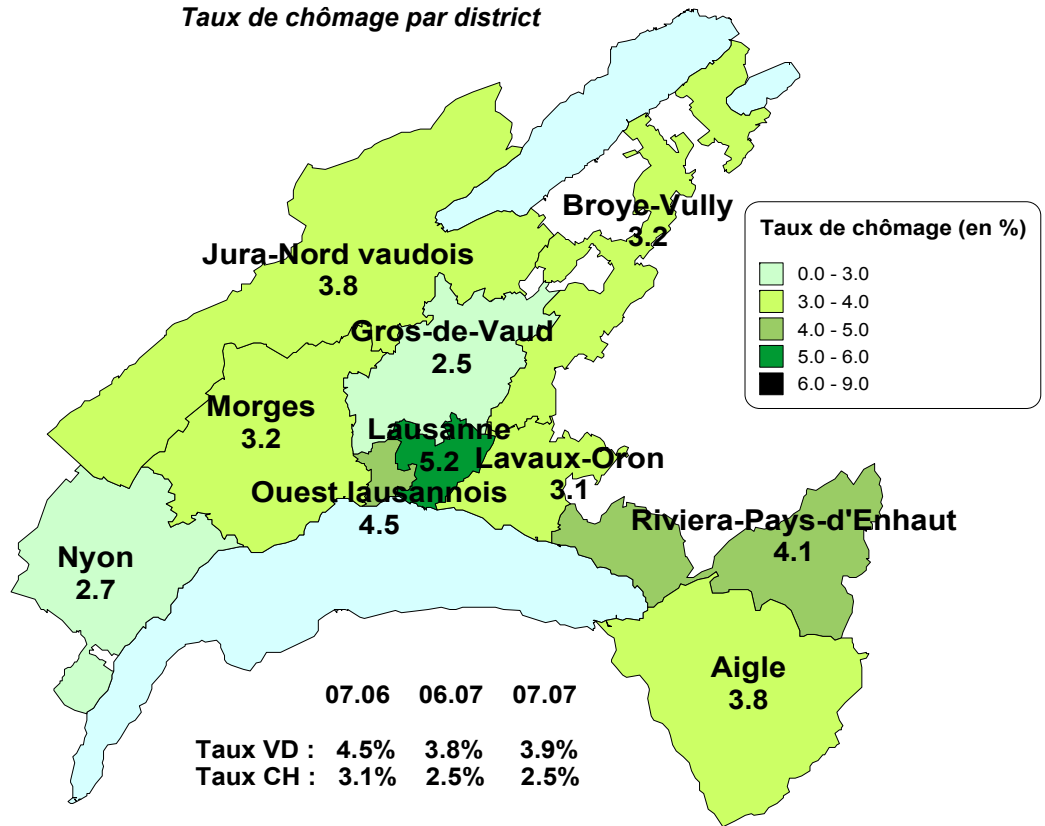 Taux de chômage par district
Broye-Vully
3.2
Taux de chômage (en %)
0.0 - 3.0
3.0 - 4.0
4.0 - 5.0
5.0 - 6.0
6.0 - 9.0
Jura-Nord vaudois
3.8
Gros-de-Vaud
2.5
Morges
3.2
Lausanne
5.2
Lavaux-Oron
3.1
Ouest lausannois
4.5
Riviera-Pays-d'Enhaut
4.1
Nyon
2.7
Aigle
3.8
07.06 06.07 07.07
Taux VD : 4.5% 3.8% 3.9%
Taux CH : 3.1% 2.5% 2.5%